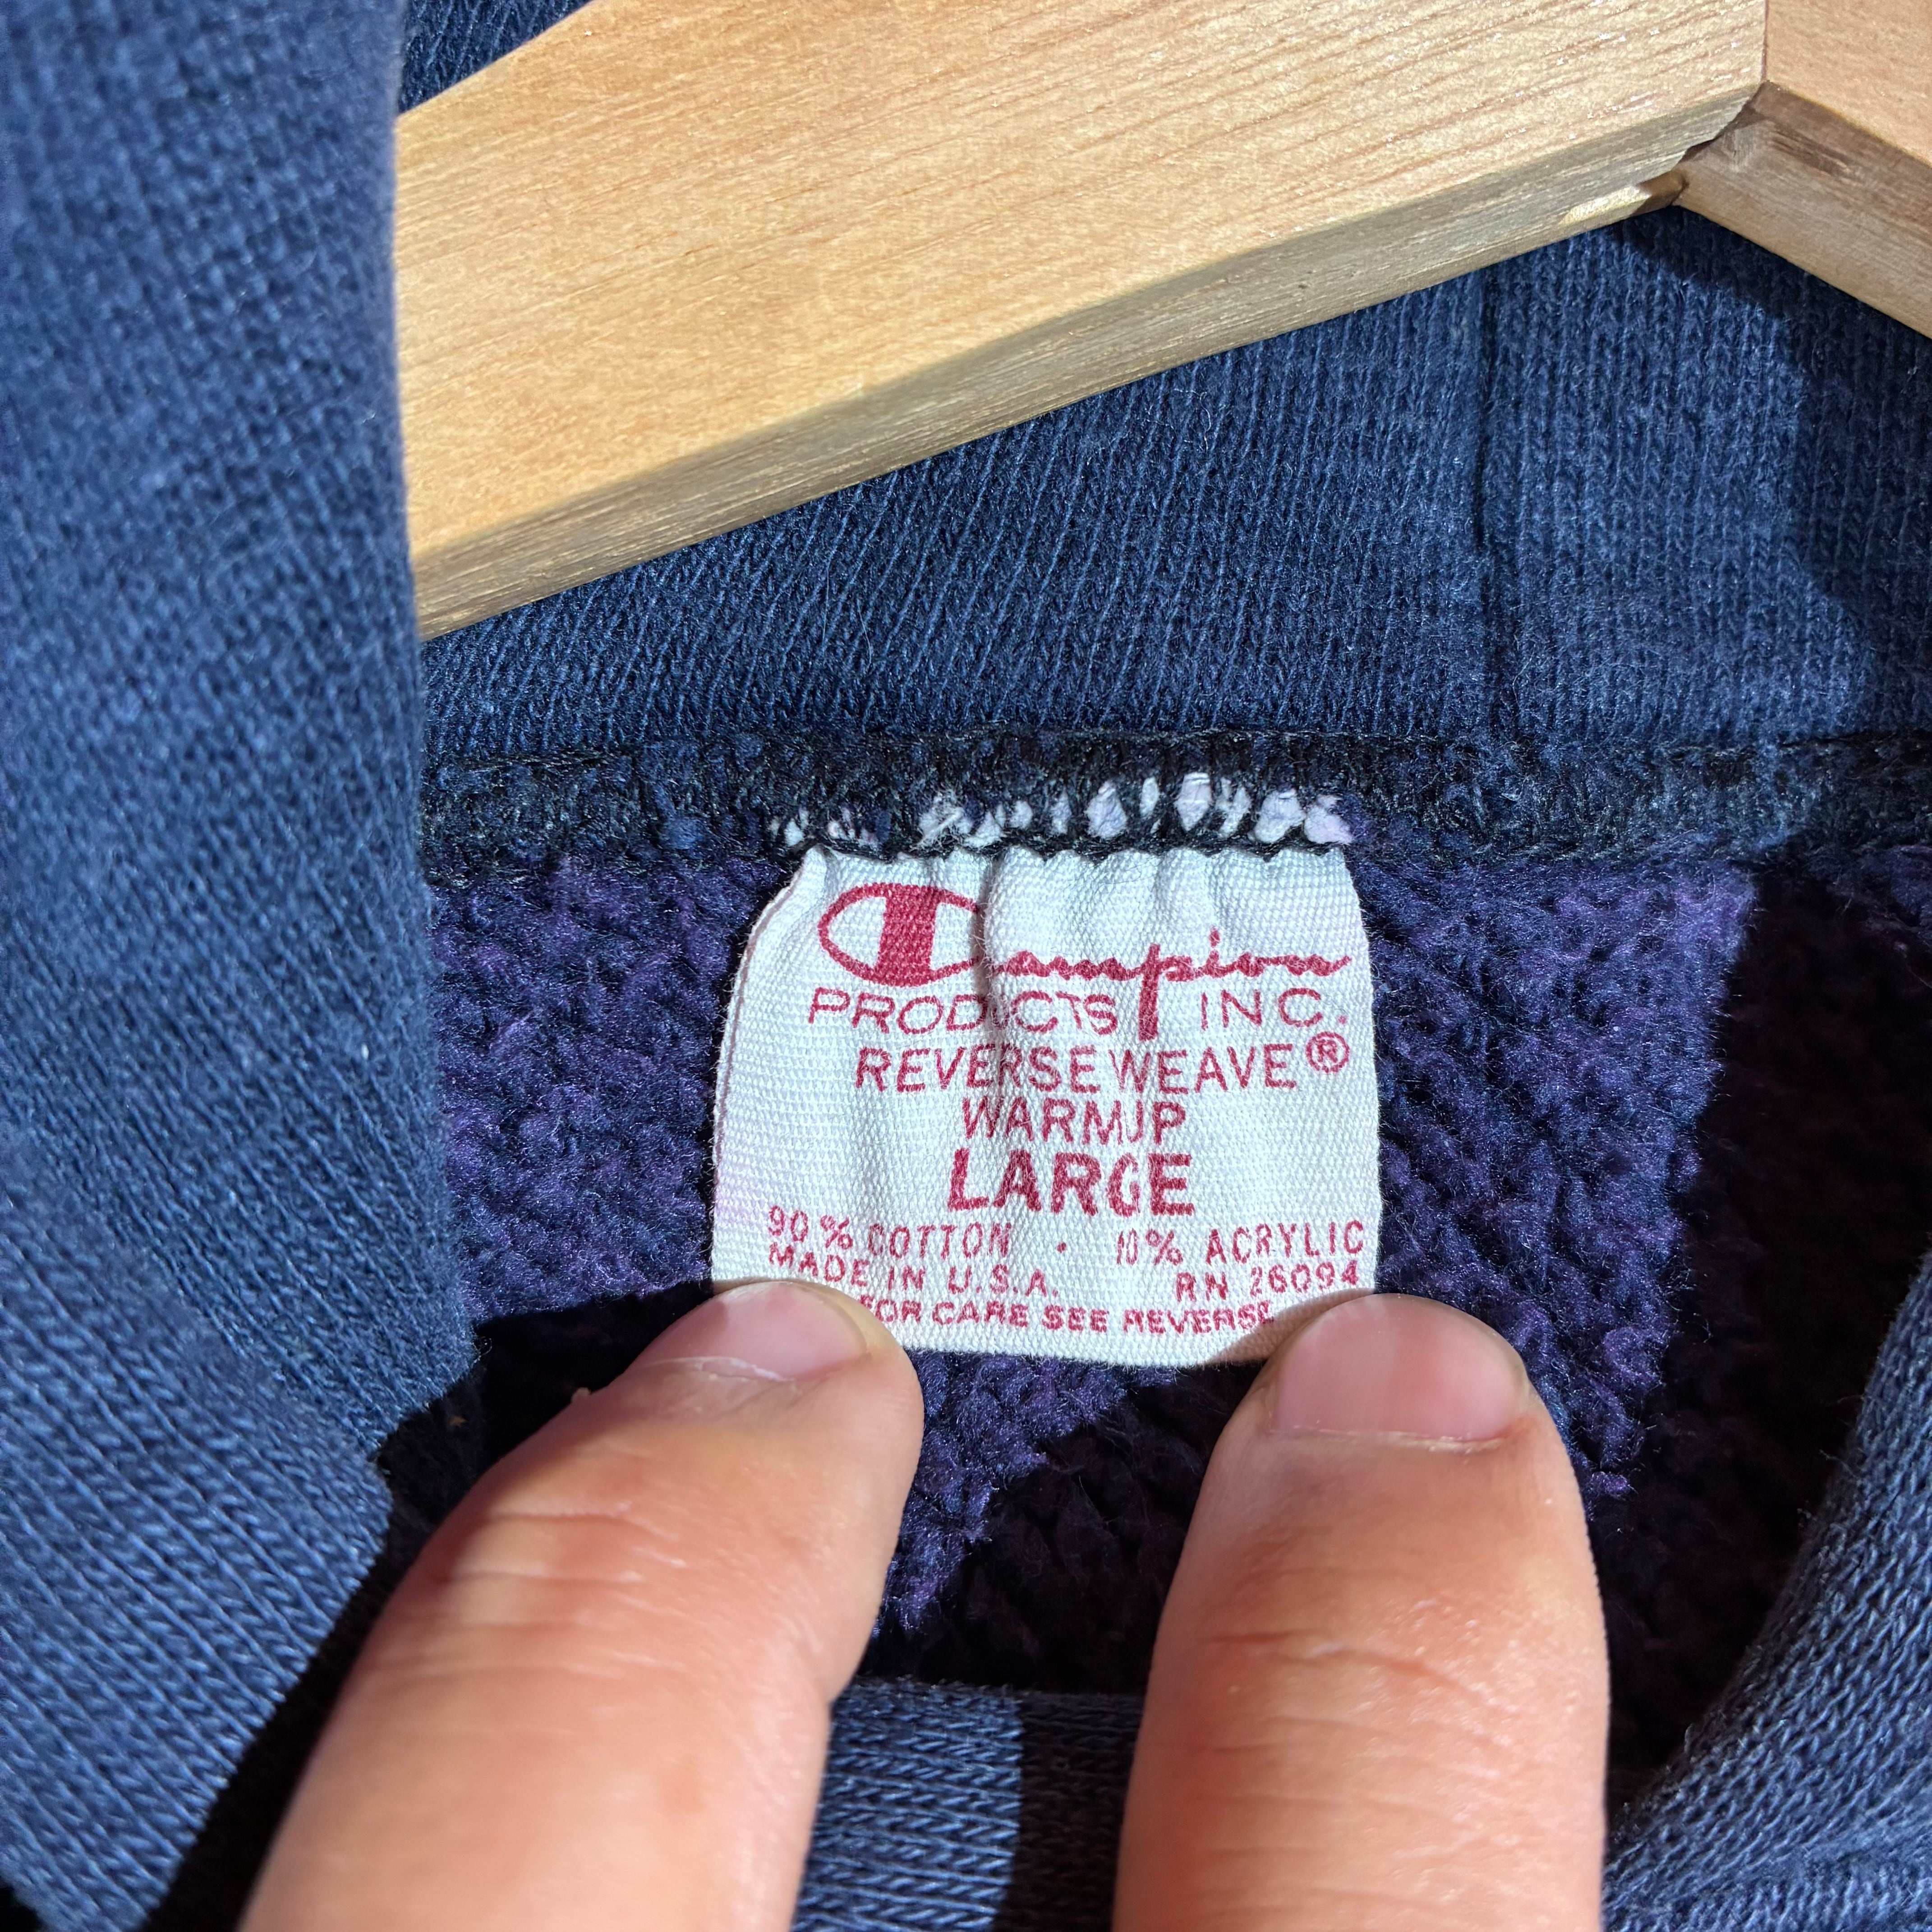 Champion
PRODUCTS INC.
REVERSE WEAVE®
WARMUP
LARGE
90% COTTON · 10% ACRYLIC
MADE IN U.S.A. RN 26094
FOR CARE SEE REVERSE